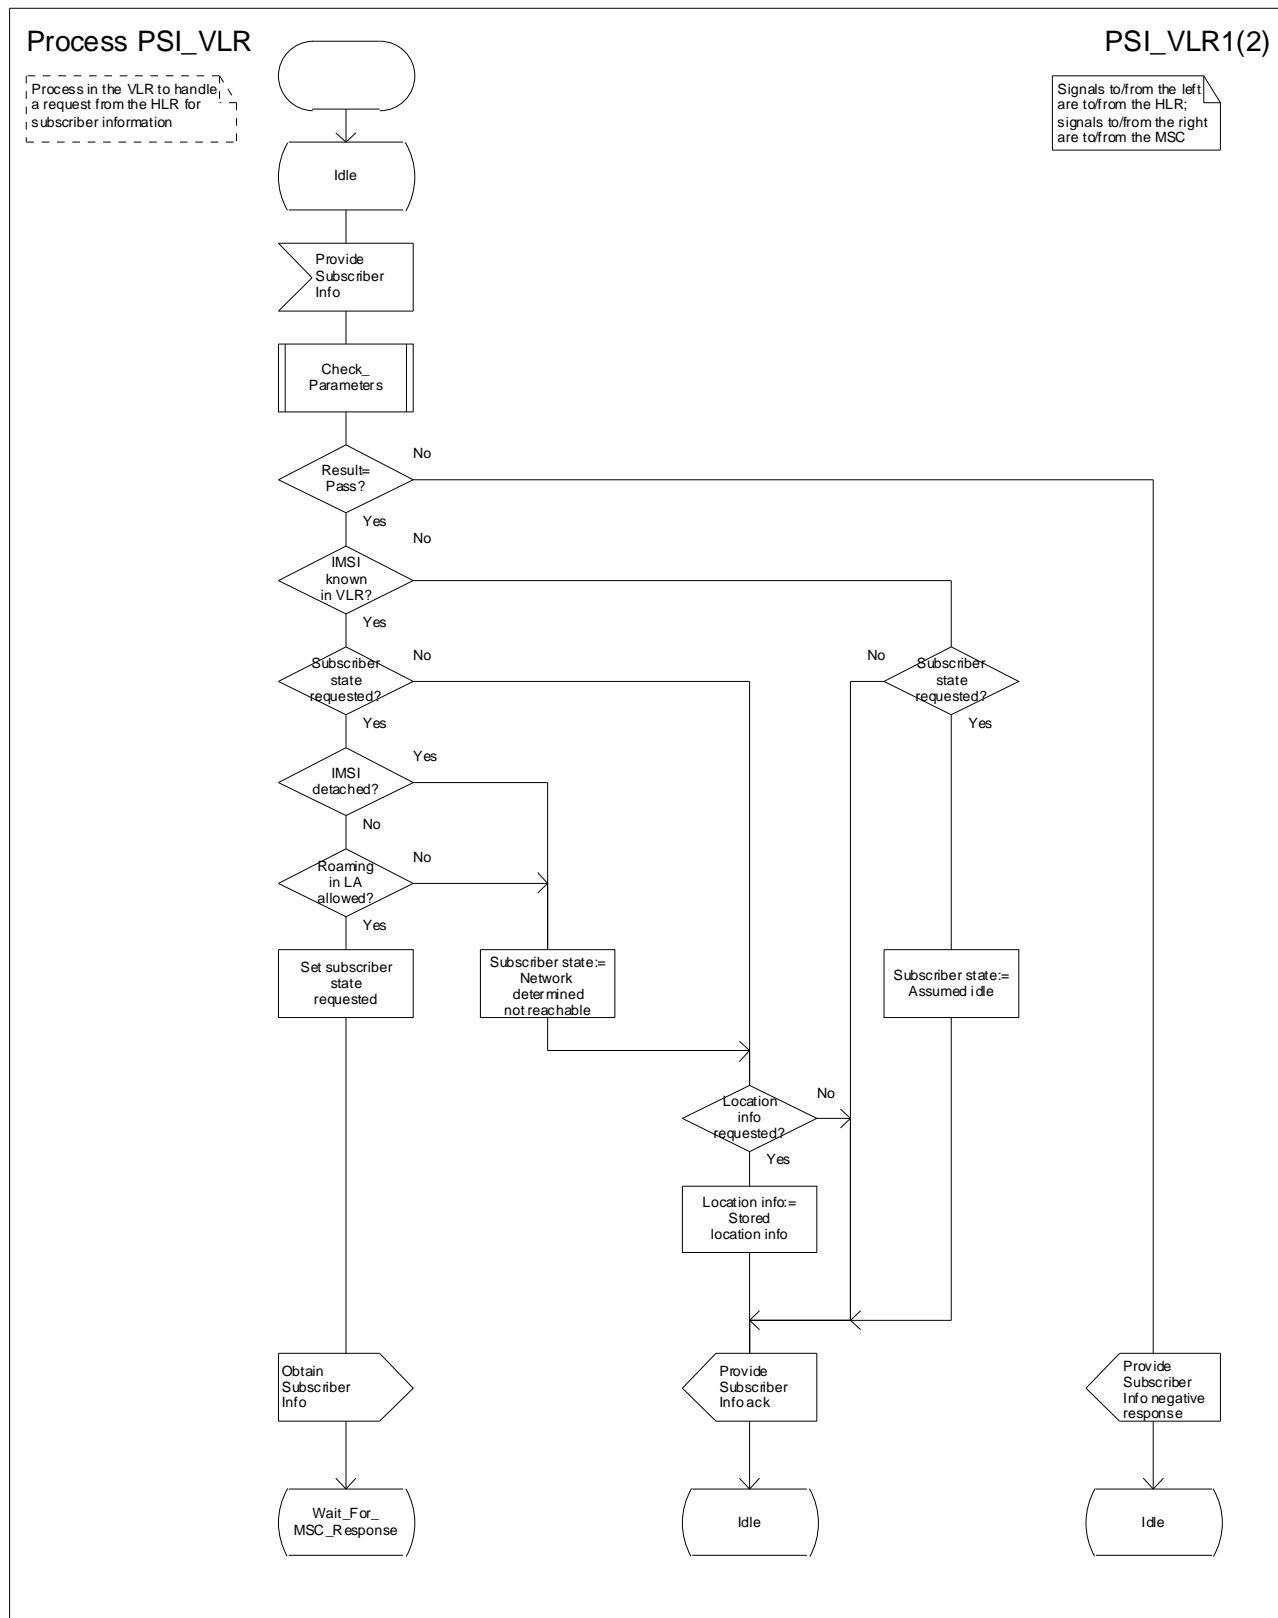 Process PSI_VLR
PSI_VLR1(2)
Process in the VLR to handle
a request from the HLR for
subscriber information
Signals to/from the left
are to/from the HLR;
signals to/from the right
are to/from the MSC
Idle
Provide
Subscriber
Info
Check_
Parameters
No
Result=
Pass?
Yes
No
IMSI
known
in VLR?
Yes
Subscriber
state
requested?
No
No
Subscriber
state
requested?
Yes
Yes
Yes
IMSI
detached?
No
Roaming
in LA
allowed?
No
Yes
Set subscriber
state
requested
Subscriber state:=
Network
determined
not reachable
Subscriber state:=
Assumed idle
No
Location
info
requested?
Yes
Location info:=
Stored
location info
Obtain
Subscriber
Info
Provide
Subscriber
Info ack
Provide
Subscriber
Info negative
response
Wait_For_
MSC_Response
Idle
Idle